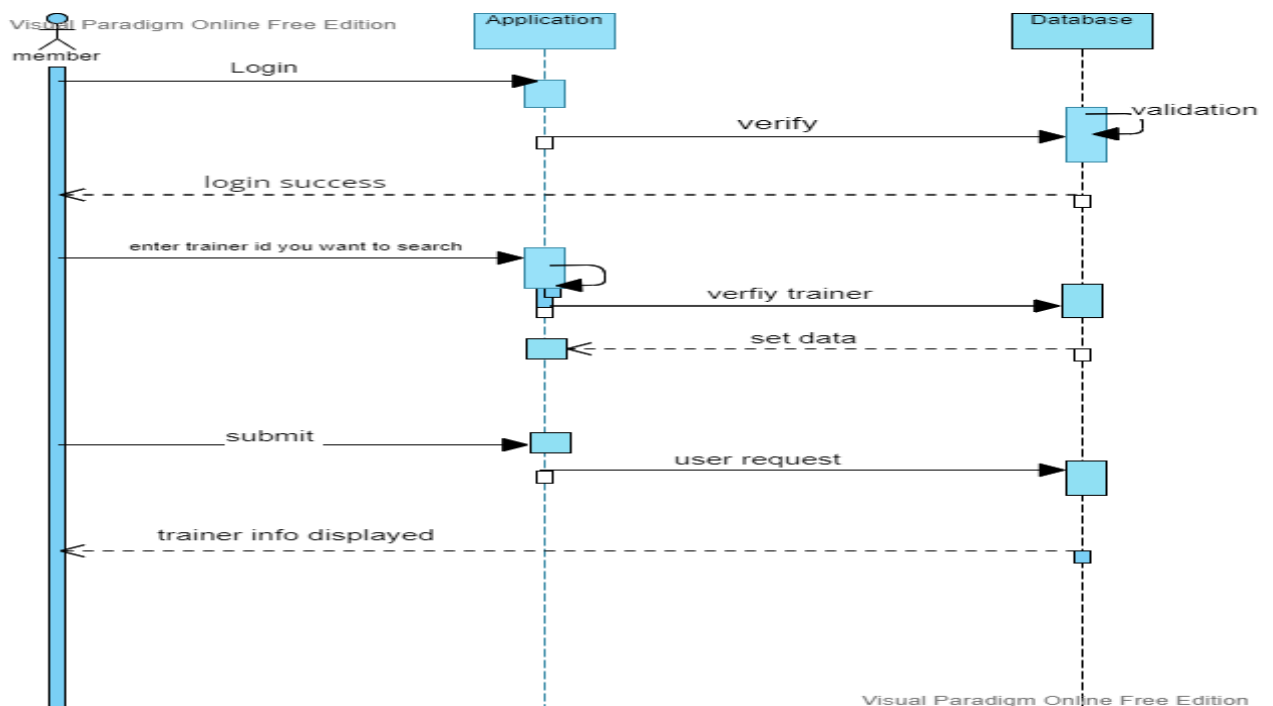 Visual Paradigm Online Free Edition
Application
Database
member
Login
validation
verify
login success
enter trainer id you want to search
verfiy trainer
set data
submit
user request
trainer info displayed
Visual Paradigm Online Free Edition